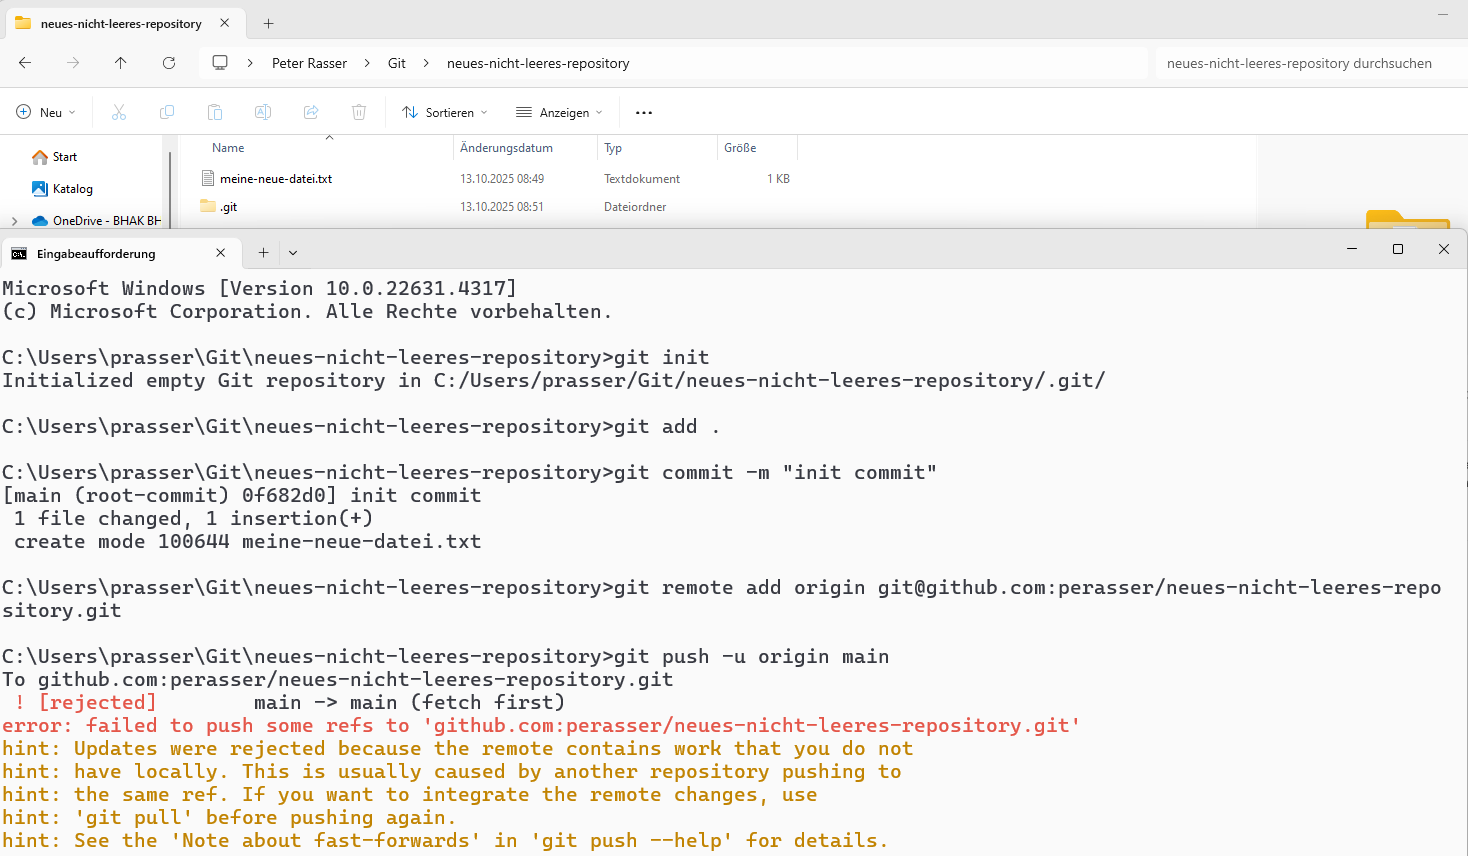 neues-nicht-leeres-repository
Peter Rasser > Git > neues-nicht-leeres-repository
neues-nicht-leeres-repository durchsuchen
Neu
Sortieren
Anzeigen
Name Änderungsdatum Typ Größe
Start
meine-neue-datei.txt 13.10.2025 08:49 Textdokument 1 KB
Katalog
.git 13.10.2025 08:51 Dateiordner
OneDrive - BHAK BH
Eingabeaufforderung
Microsoft Windows [Version 10.0.22631.4317]
(c) Microsoft Corporation. Alle Rechte vorbehalten.
C:\Users\prasser\Git\neues-nicht-leeres-repository>git init
Initialized empty Git repository in C:/Users/prasser/Git/neues-nicht-leeres-repository/.git/
C:\Users\prasser\Git\neues-nicht-leeres-repository>git add .
C:\Users\prasser\Git\neues-nicht-leeres-repository>git commit -m "init commit"
[main (root-commit) 0f682d0] init commit
1 file changed, 1 insertion(+)
create mode 100644 meine-neue-datei.txt
C:\Users\prasser\Git\neues-nicht-leeres-repository>git remote add origin git@github.com:perasser/neues-nicht-leeres-repo
sitory.git
C:\Users\prasser\Git\neues-nicht-leeres-repository>git push -u origin main
To github.com:perasser/neues-nicht-leeres-repository.git
! [rejected] main -> main (fetch first)
error: failed to push some refs to 'github.com:perasser/neues-nicht-leeres-repository.git'
hint: Updates were rejected because the remote contains work that you do not
hint: have locally. This is usually caused by another repository pushing to
hint: the same ref. If you want to integrate the remote changes, use
hint: 'git pull' before pushing again.
hint: See the 'Note about fast-forwards' in 'git push --help' for details.